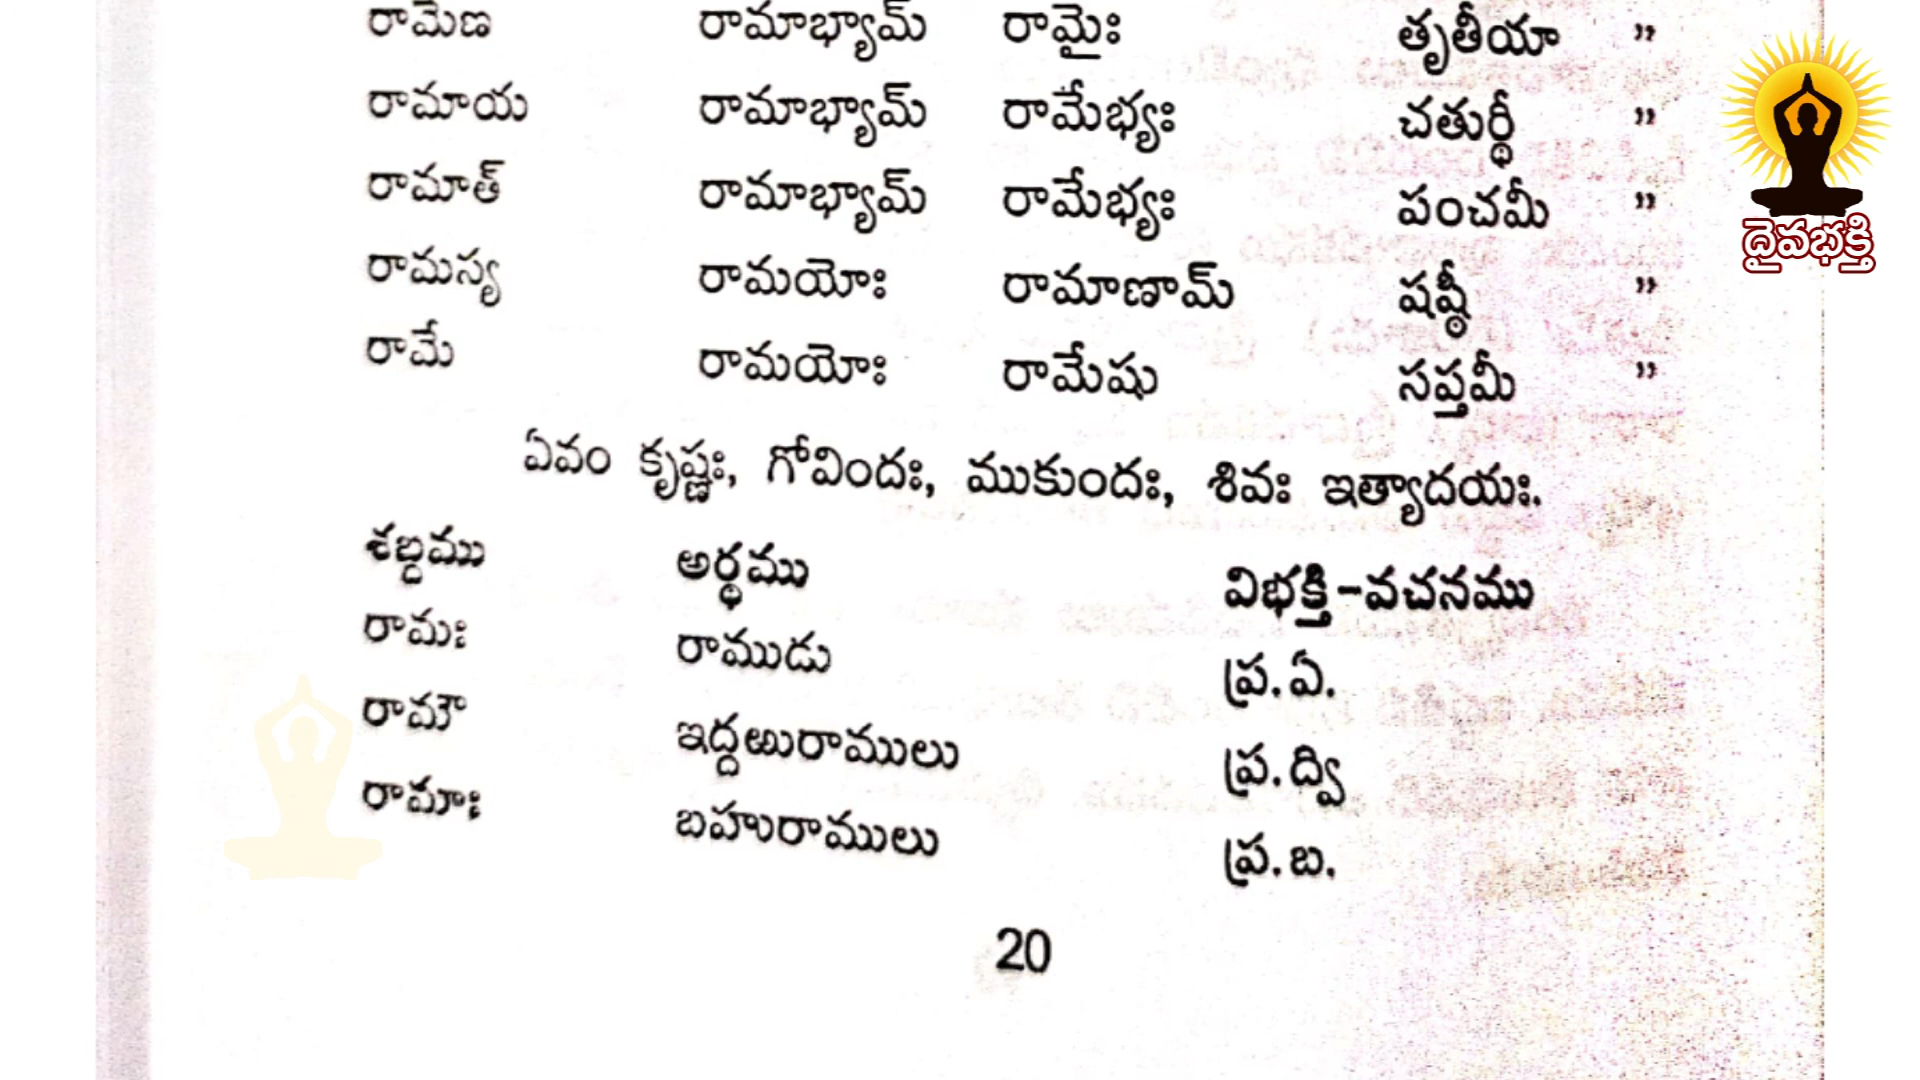 రామేణ రామాభ్యామ్ రామైః తృతీయా ”
రామాయ రామాభ్యామ్ రామేభ్యః చతుర్థీ ”
రామాత్ రామాభ్యామ్ రామేభ్యః పంచమీ ”
రామస్య రామయోః రామాణామ్ షష్ఠీ ”
రామే రామయోః రామేషు సప్తమీ ”
ఏవం కృష్ణః, గోవిందః, ముకుందః, శివః ఇత్యాదయః.
శబ్దము అర్థము విభక్తి-వచనము
రామః రాముడు ప్ర.ఏ.
రామౌ ఇద్దఱురాములు ప్ర.ద్వి
రామాః బహురాములు ప్ర.బ.
20
దైవభక్తి